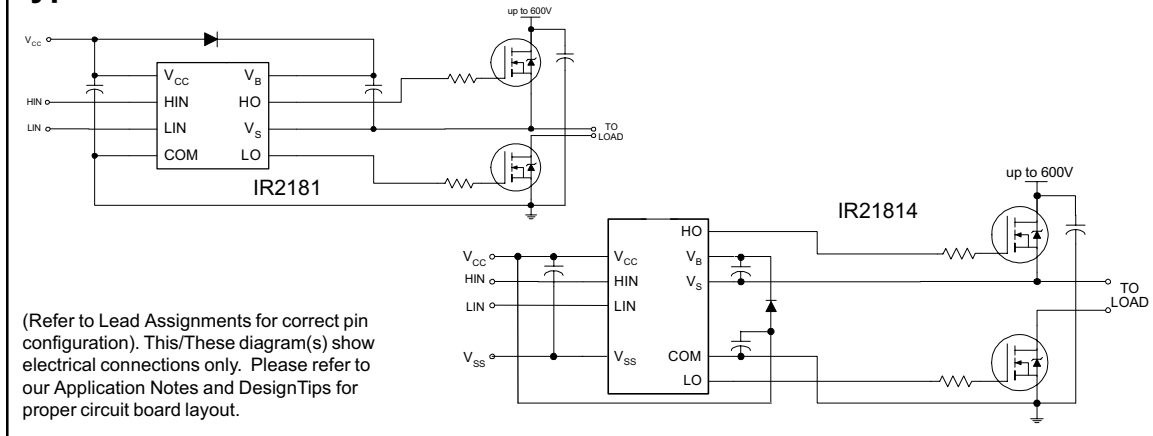 up to 600V
VCC
VCC
VB
HIN
HIN
HO
LIN
LIN
VS
TO
LOAD
COM
LO
IR2181
up to 600V
IR21814
HO
VCC
VCC
VB
HIN
HIN
VS
LIN
LIN
TO
LOAD
VSS
VSS
COM
LO
(Refer to Lead Assignments for correct pin
configuration). This/These diagram(s) show
electrical connections only. Please refer to
our Application Notes and DesignTips for
proper circuit board layout.